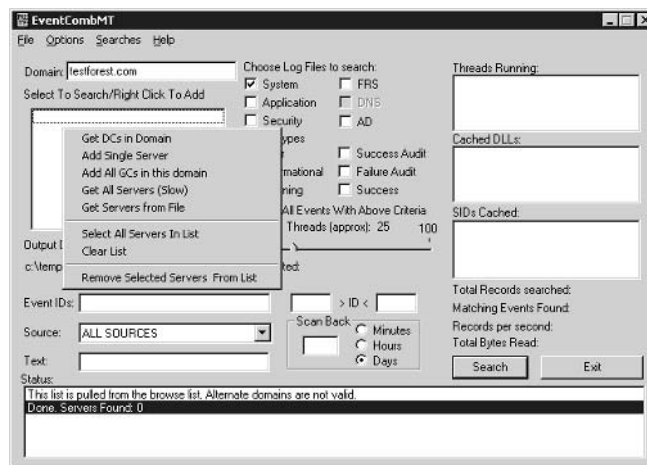 EventCombMT
File Options Searches Help
Domain: testforest.com
Choose Log Files to search:
System FRS
Application DNS
Security AD
Select To Search/Right Click To Add
Get DCs in Domain
Add Single Server
Add All GCs in this domain
Get All Servers (Slow)
Get Servers from File
Select All Servers In List
Clear List
Remove Selected Servers From List
ypes
Success Audit
mational Failure Audit
ning Success
All Events With Above Criteria
Threads (approx): 25 100
Output D
c:\temp
ted:
Event IDs: > ID <
Source: ALL SOURCES
Scan Back
Minutes
Hours
Days
Text:
Threads Running:
Cached DLLs:
SIDs Cached:
Total Records searched:
Matching Events Found:
Records per second:
Total Bytes Read:
Search Exit
Status:
This list is pulled from the browse list. Alternate domains are not valid.
Done. Servers Found: 0